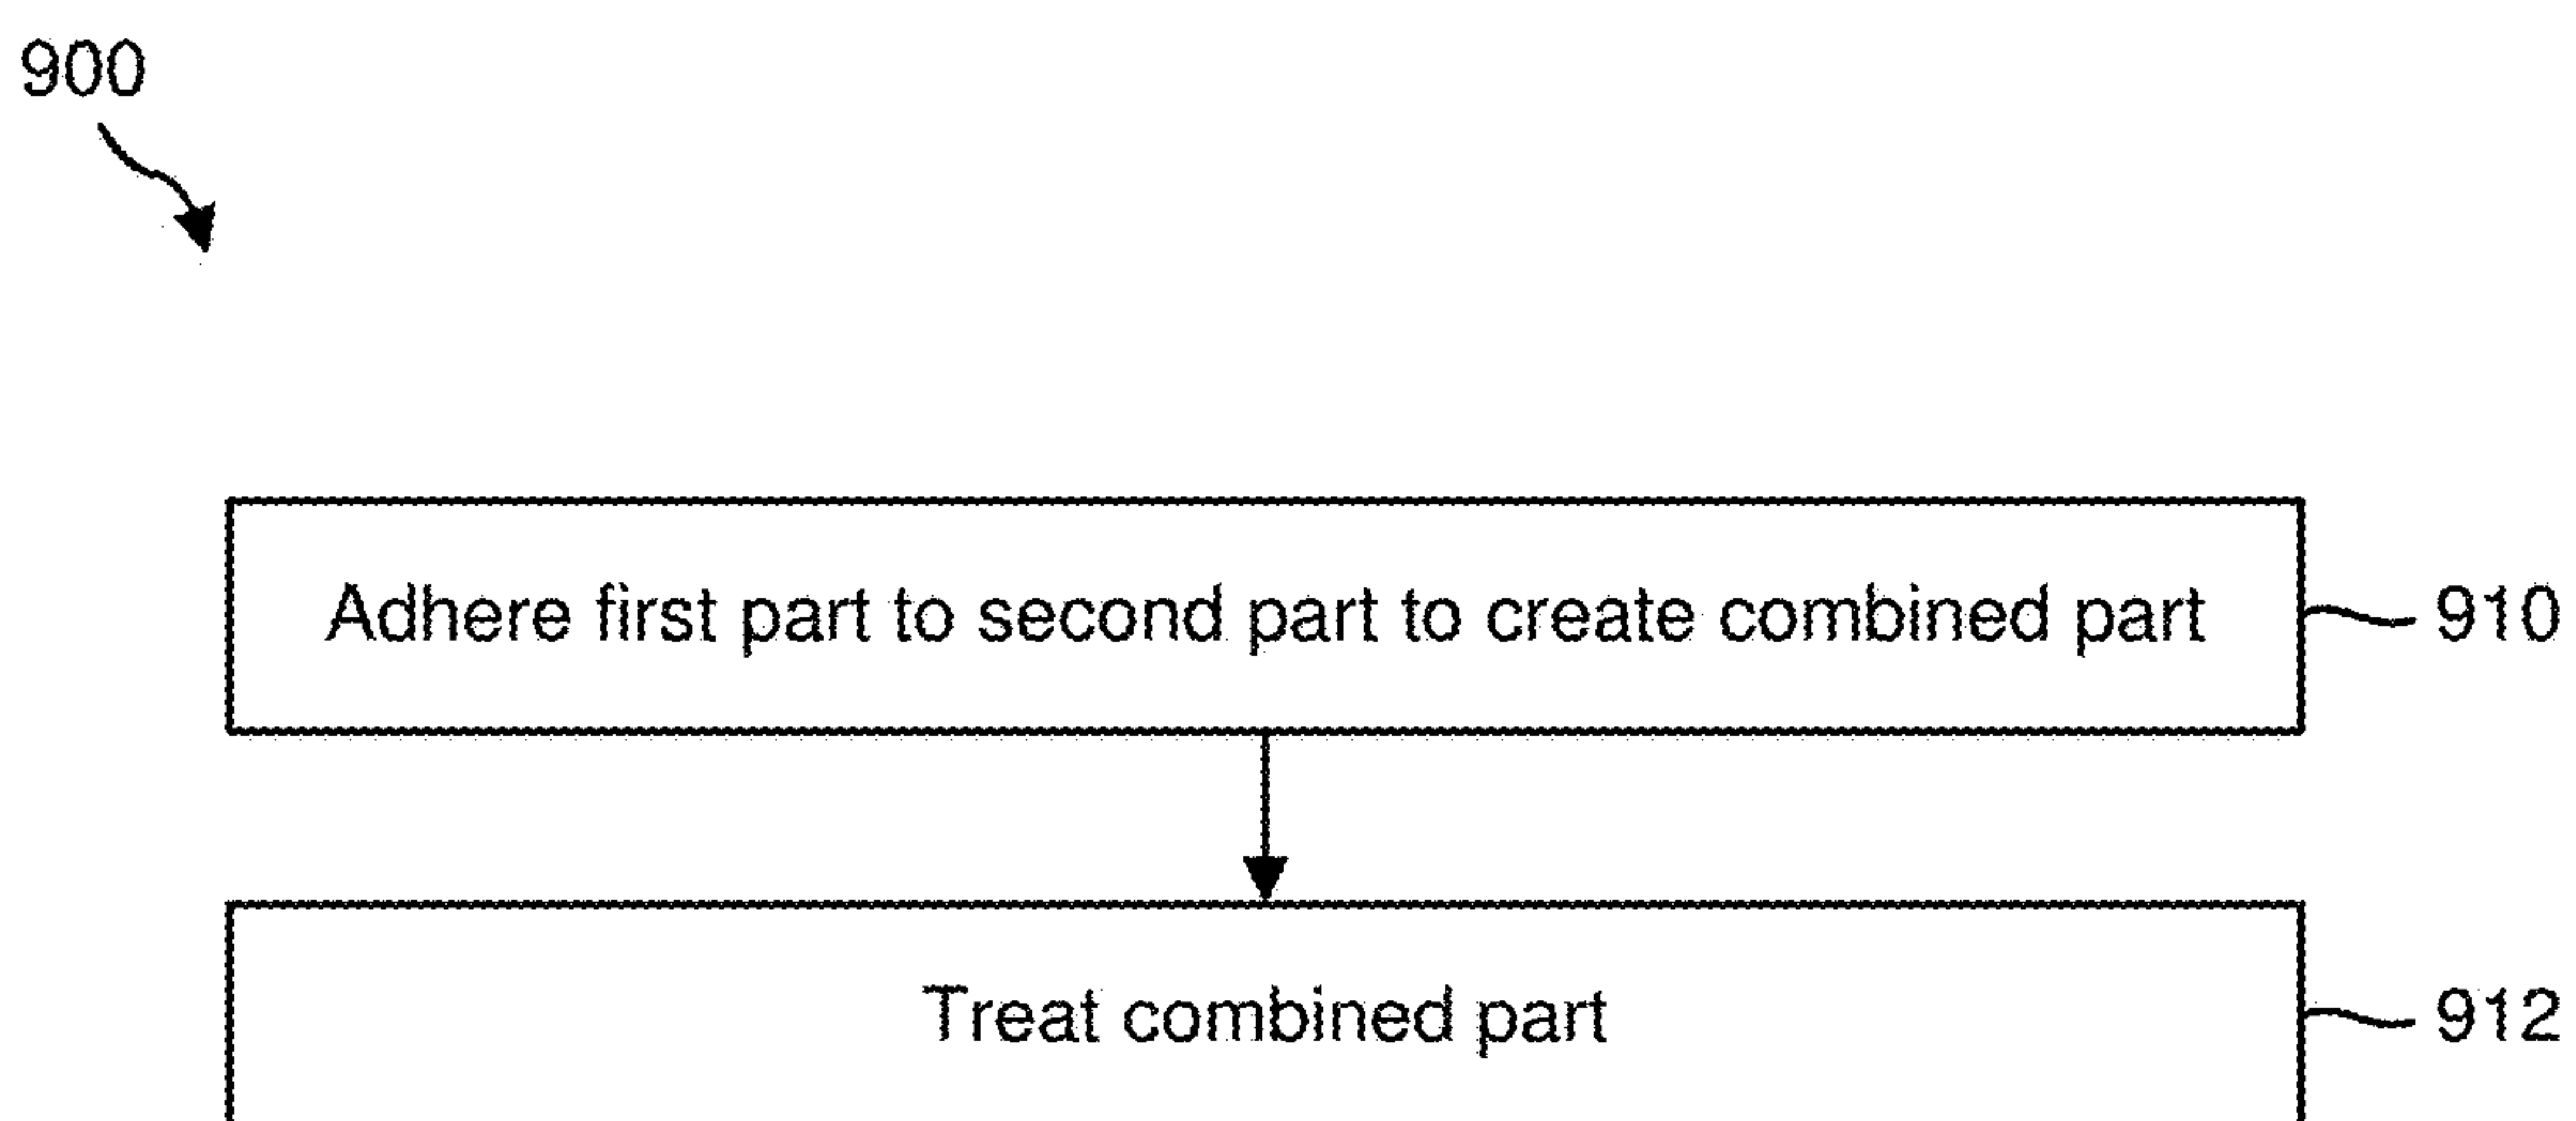 900
Adhere first part to second part to create combined part
910
Treat combined part
912